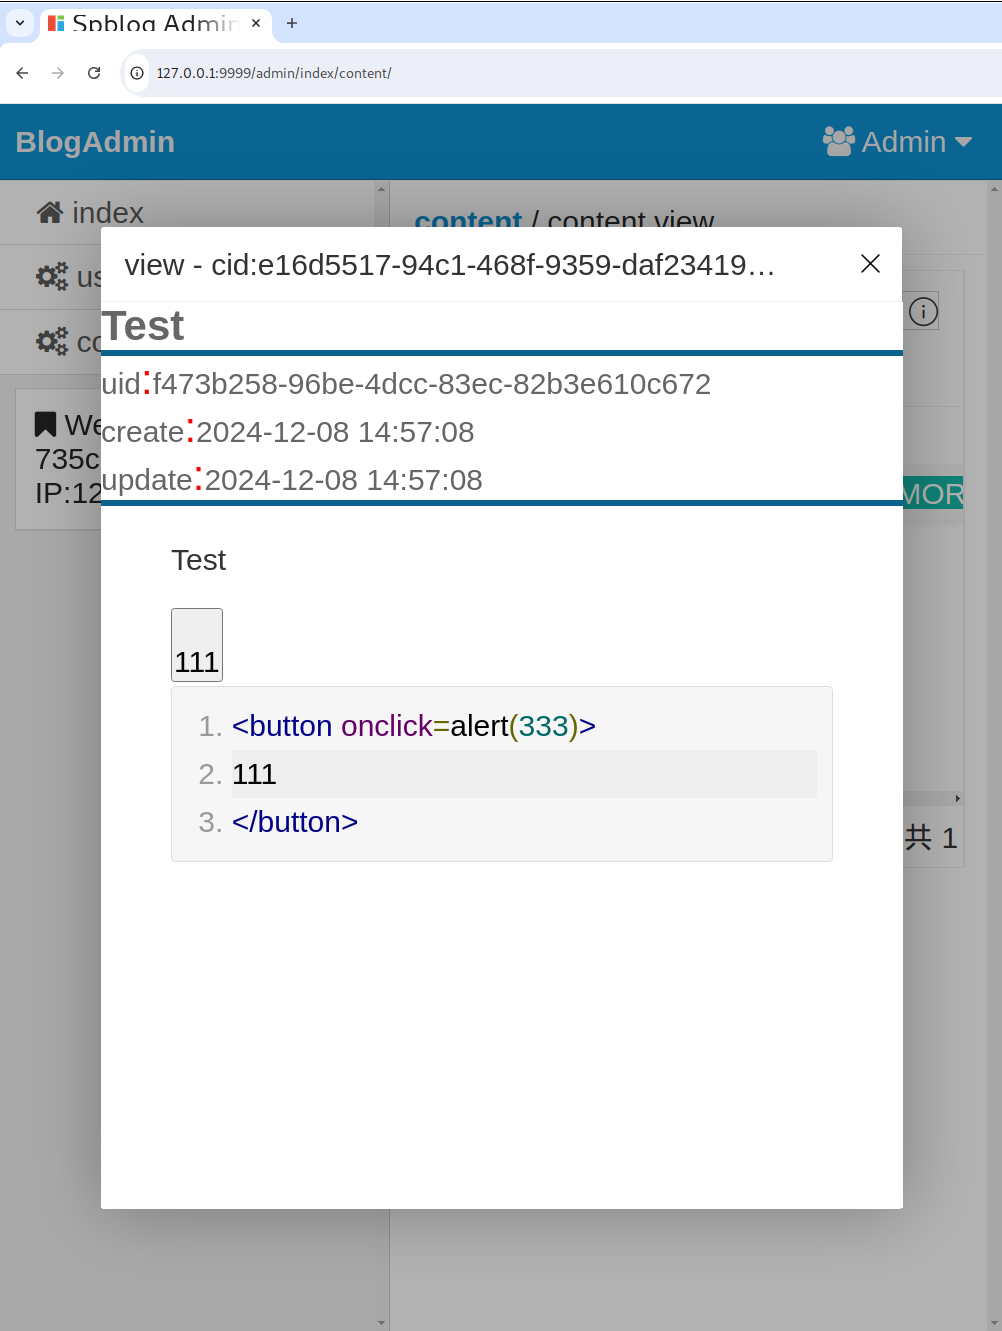 Spblog Admin
127.0.0.1:9999/admin/index/content/
BlogAdmin
Admin
index
content / content view
us
co
view - cid:e16d5517-94c1-468f-9359-daf23419...
Test
uid:f473b258-96be-4dcc-83ec-82b3e610c672
create:2024-12-08 14:57:08
update:2024-12-08 14:57:08
We
735c
IP:12
MOR
Test
111
1. <button onclick=alert(333)>
2. 111
3. </button>
共 1